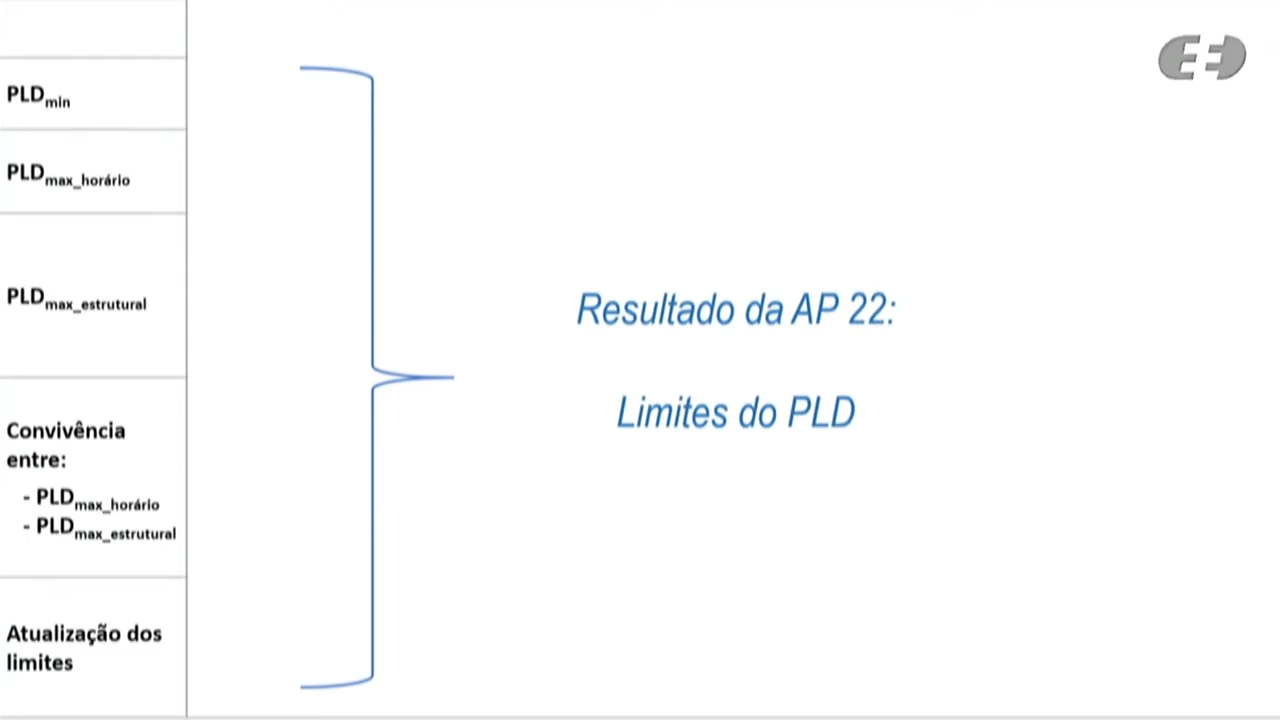 PLDmin
PLDmax_horário
PLDmax_estrutural
Convivência
entre:
- PLDmax_horário
- PLDmax_estrutural
Atualização dos
limites
Resultado da AP 22:
Limites do PLD